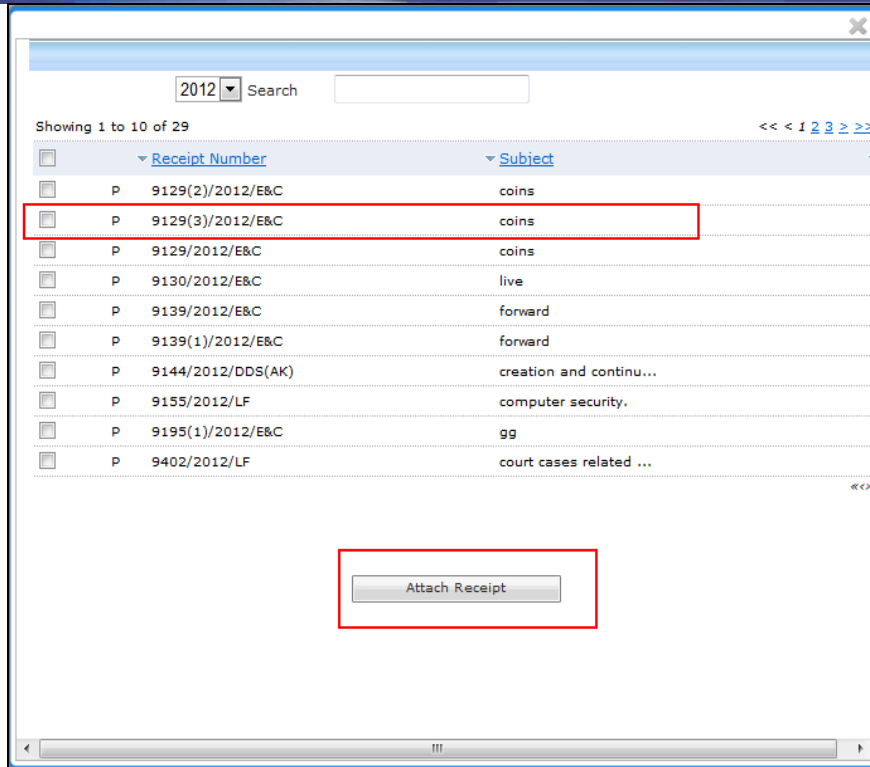 2012 Search
Showing 1 to 10 of 29 << < 1 2 3 > >>
Receipt Number Subject
P 9129(2)/2012/E&C coins
P 9129(3)/2012/E&C coins
P 9129/2012/E&C coins
P 9130/2012/E&C live
P 9139/2012/E&C forward
P 9139(1)/2012/E&C forward
P 9144/2012/DDS(AK) creation and continu...
P 9155/2012/LF computer security.
P 9195(1)/2012/E&C gg
P 9402/2012/LF court cases related ...
Attach Receipt